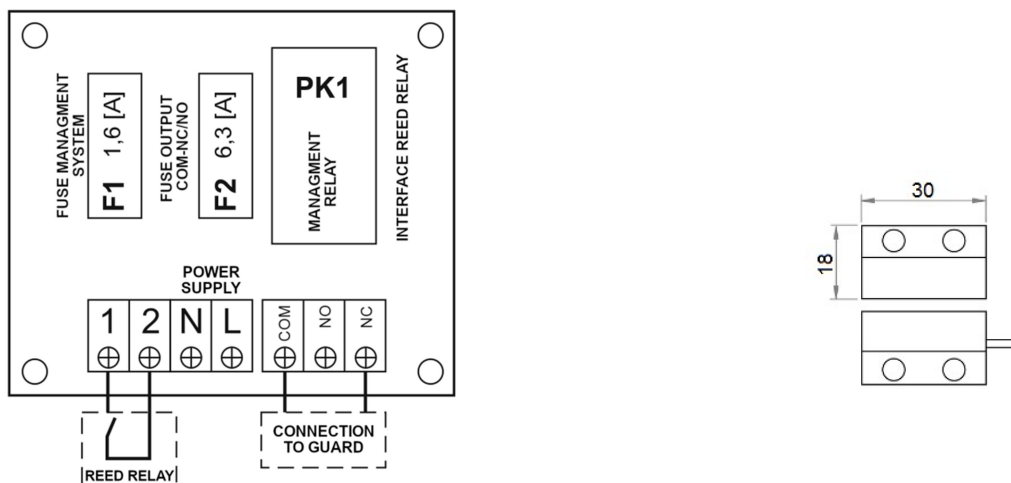 FUSE MANAGMENT
SYSTEM
F1 1,6 [A]
FUSE OUTPUT
COM-NC/NO
F2 6,3 [A]
PK1
MANAGMENT
RELAY
INTERFACE REED RELAY
POWER
SUPPLY
1 2 N L
COM NO NC
REED RELAY
CONNECTION
TO GUARD
30
18